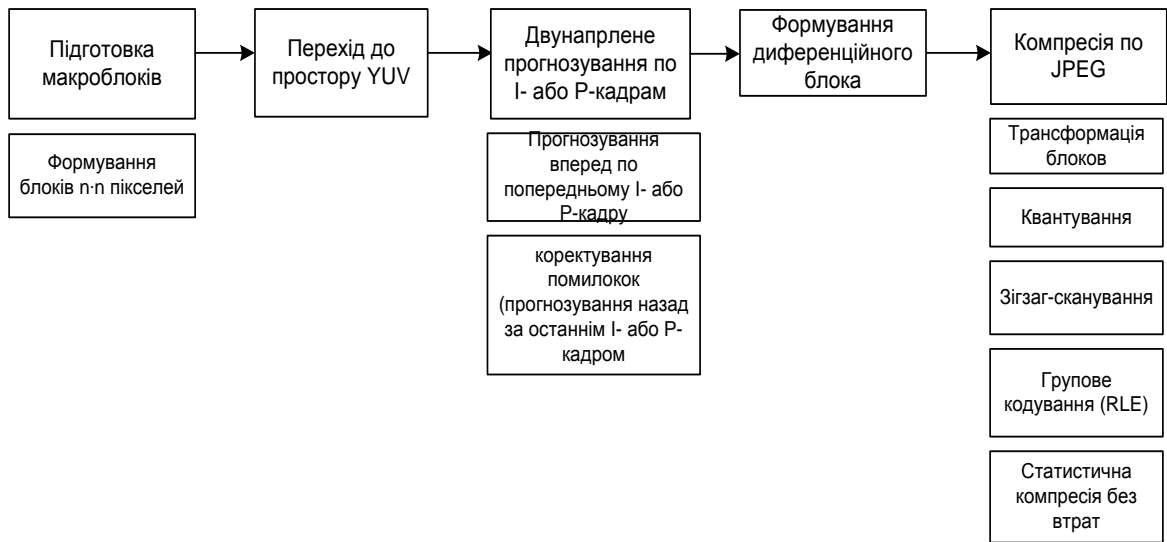 Підготовка
макроблоків
Перехід до
простору YUV
Двунапрлене
прогнозування по
I- або P-кадрам
Формування
диференційного
блока
Компресія по
JPEG
Формування
блоків n·n пікселей
Прогнозування
вперед по
попередньому I- або
P-кадру
коректування
помилокок
(прогнозування назад
за останнім I- або P-
кадром
Трансформація
блоков
Квантування
Зігзаг-сканування
Групове
кодування (RLE)
Статистична
компресія без
втрат